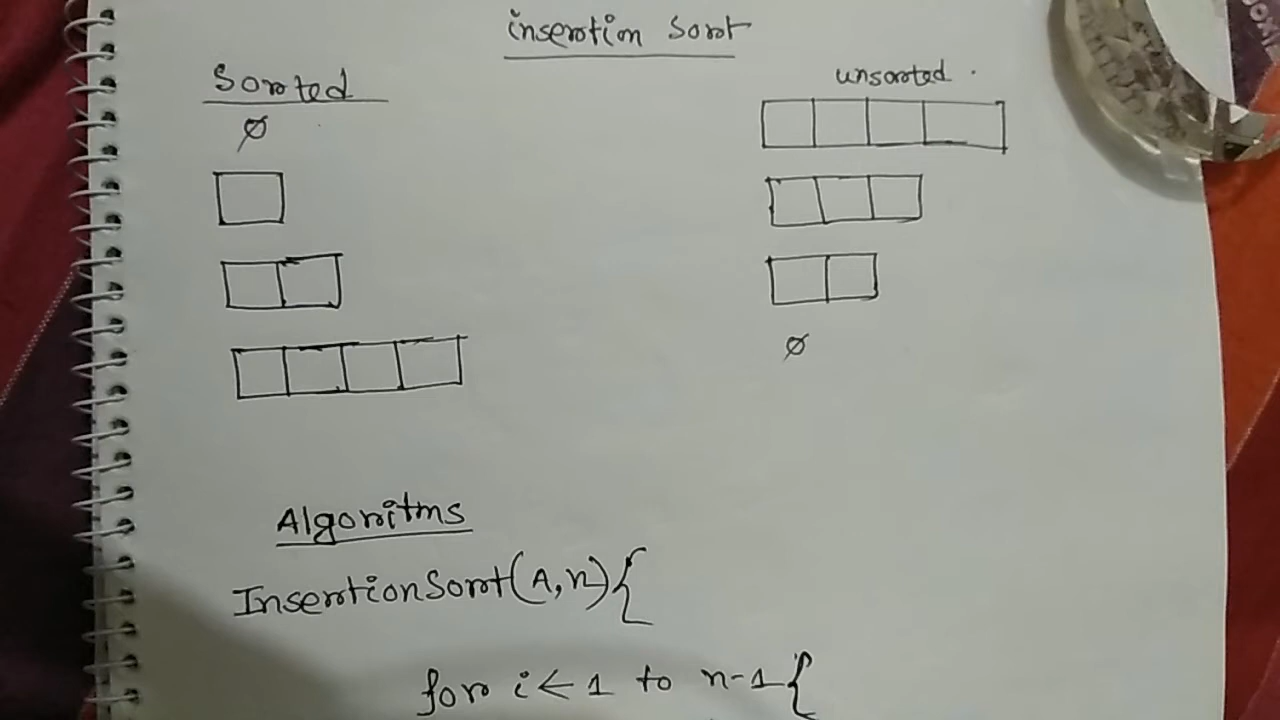 insertion sort
Sorted
unsorted .
Ø
Ø
Algoritms
InsertionSort(A,n){
for i←1 to n-1{